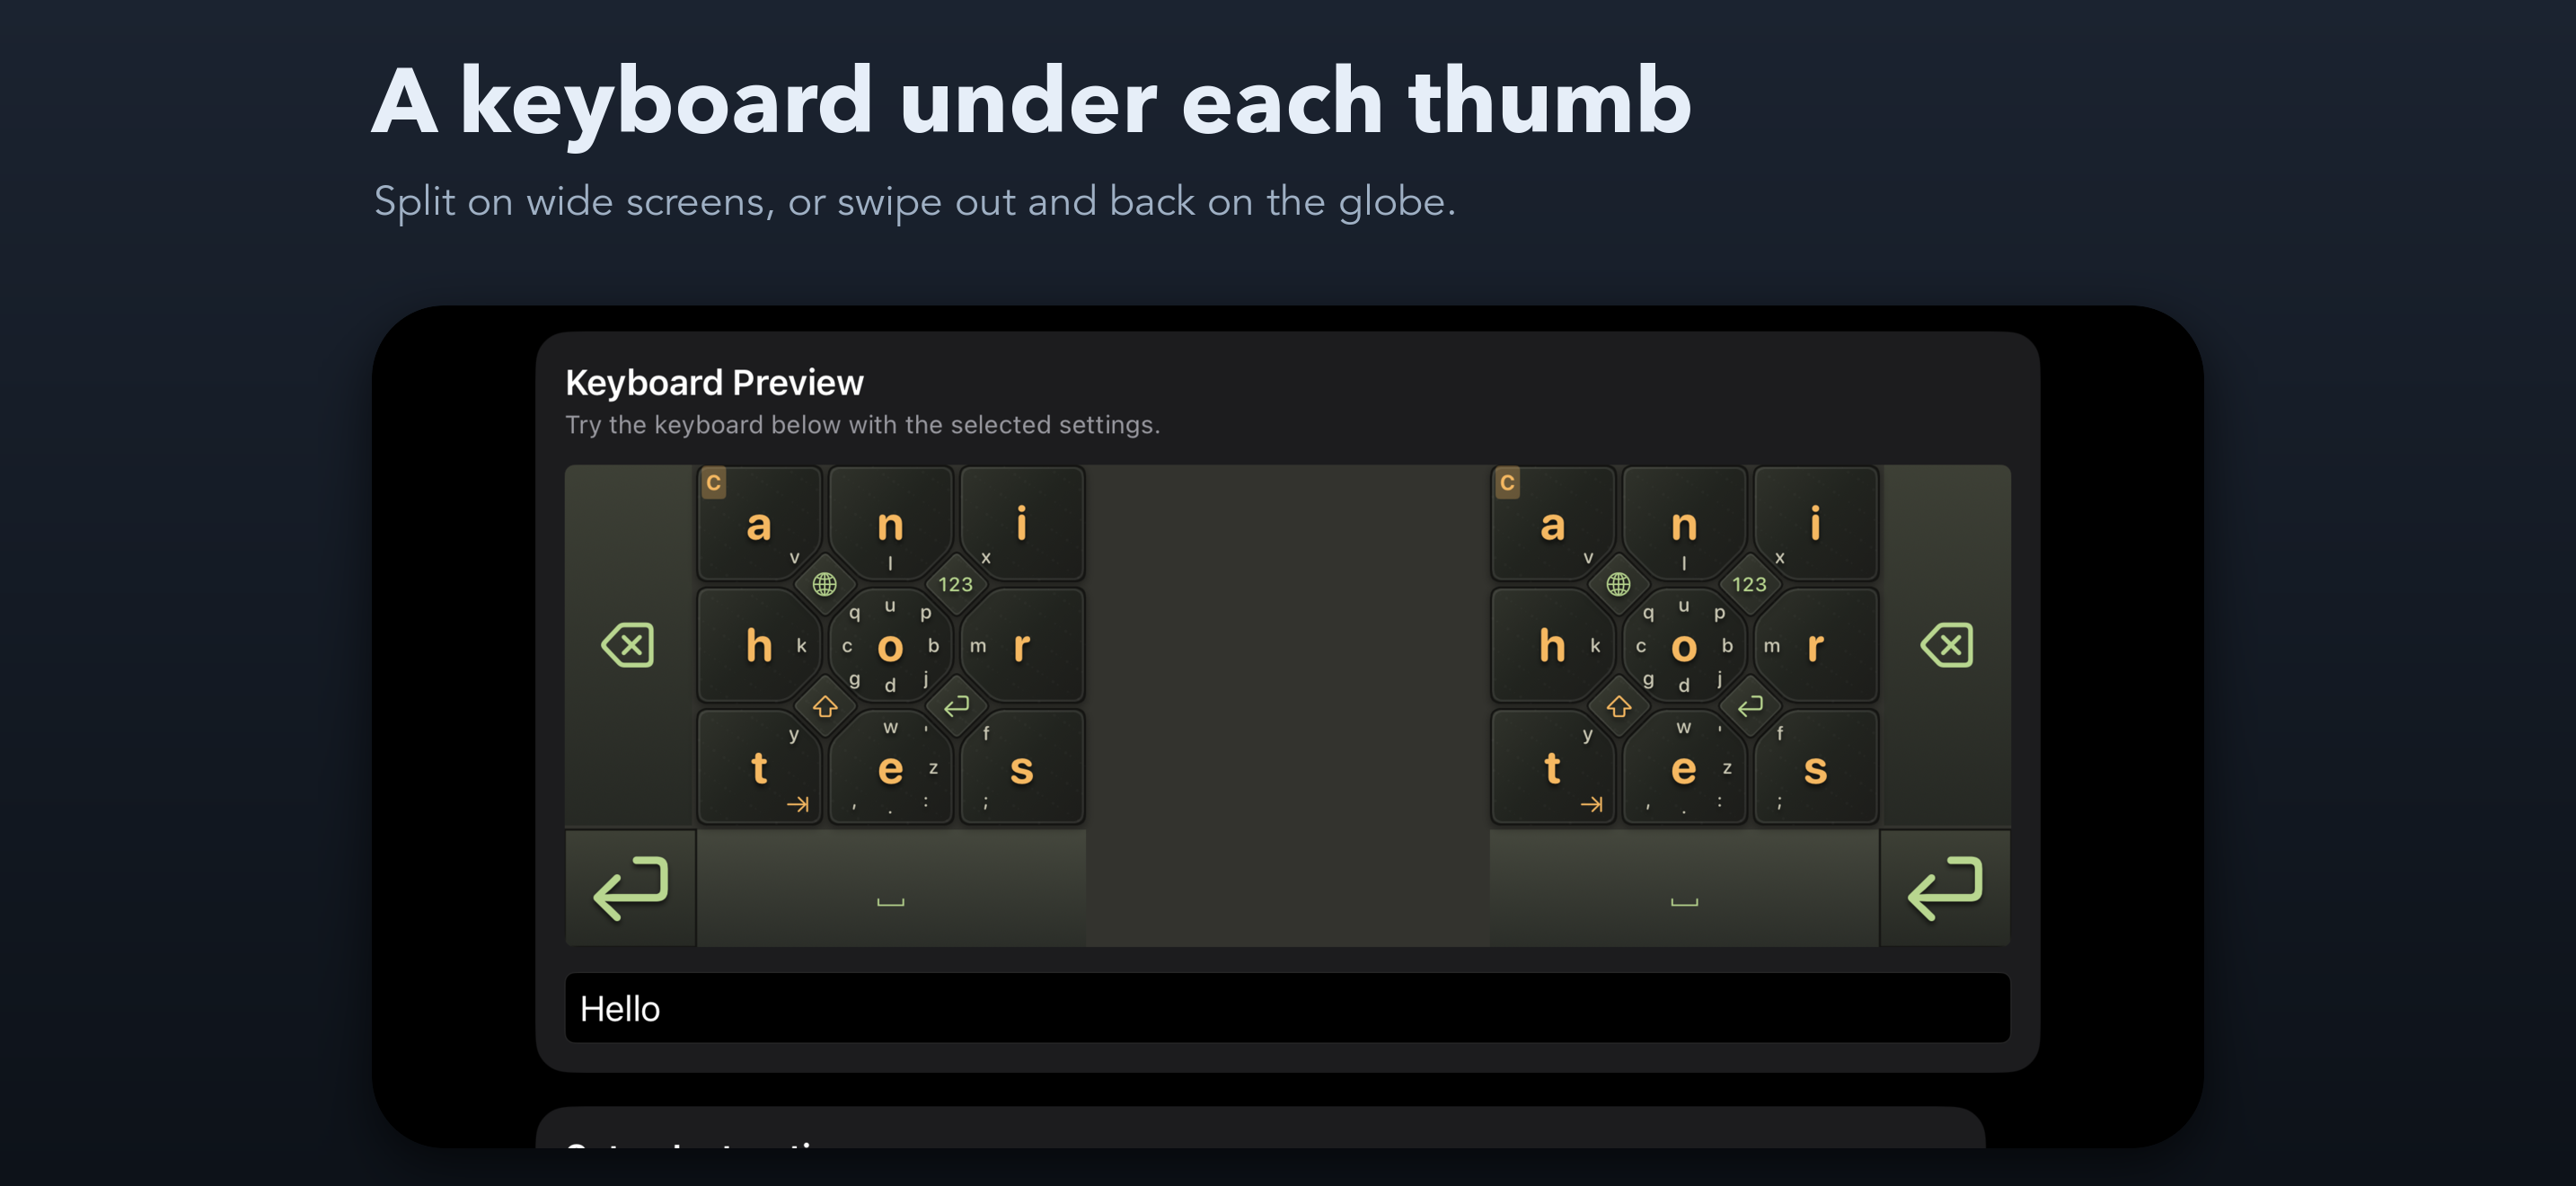 A keyboard under each thumb
Split on wide screens, or swipe out and back on the globe.
Keyboard Preview
Try the keyboard below with the selected settings.
C a v n l i x 123
h k q u p c o b g d j m r
t y w ' e z , . : f s ;
C a v n l i x 123
h k q u p c o b g d j m r
t y w ' e z , . : f s ;
Hello